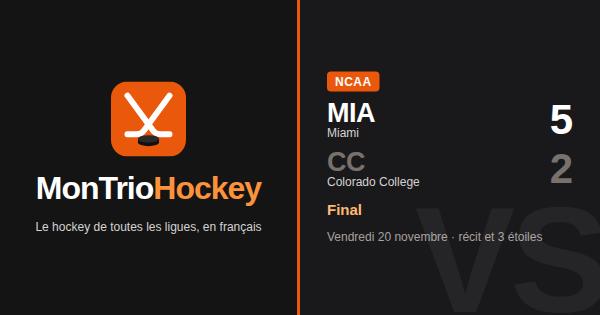 MonTrioHockey
Le hockey de toutes les ligues, en français
NCAA
MIA 5
Miami
CC 2
Colorado College
Final
Vendredi 20 novembre · récit et 3 étoiles
VS